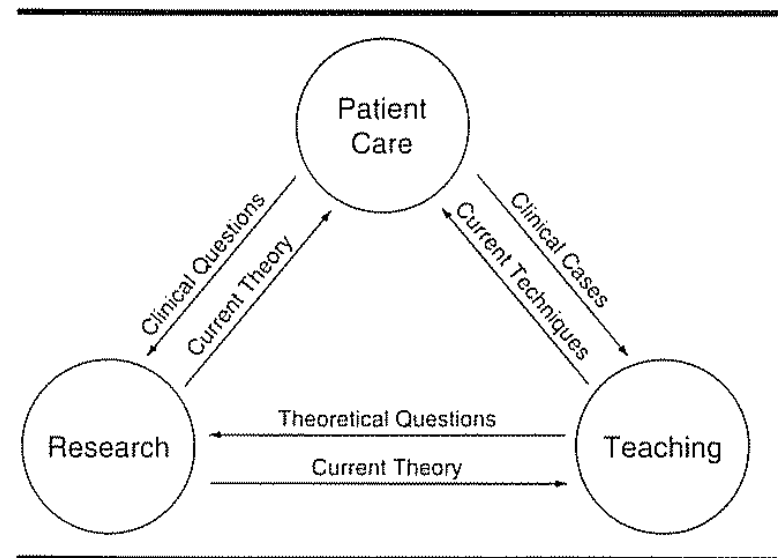 Patient
Care
Clinical Questions
Current Theory
Current Techniques
Clinical Cases
Research
Theoretical Questions
Current Theory
Teaching